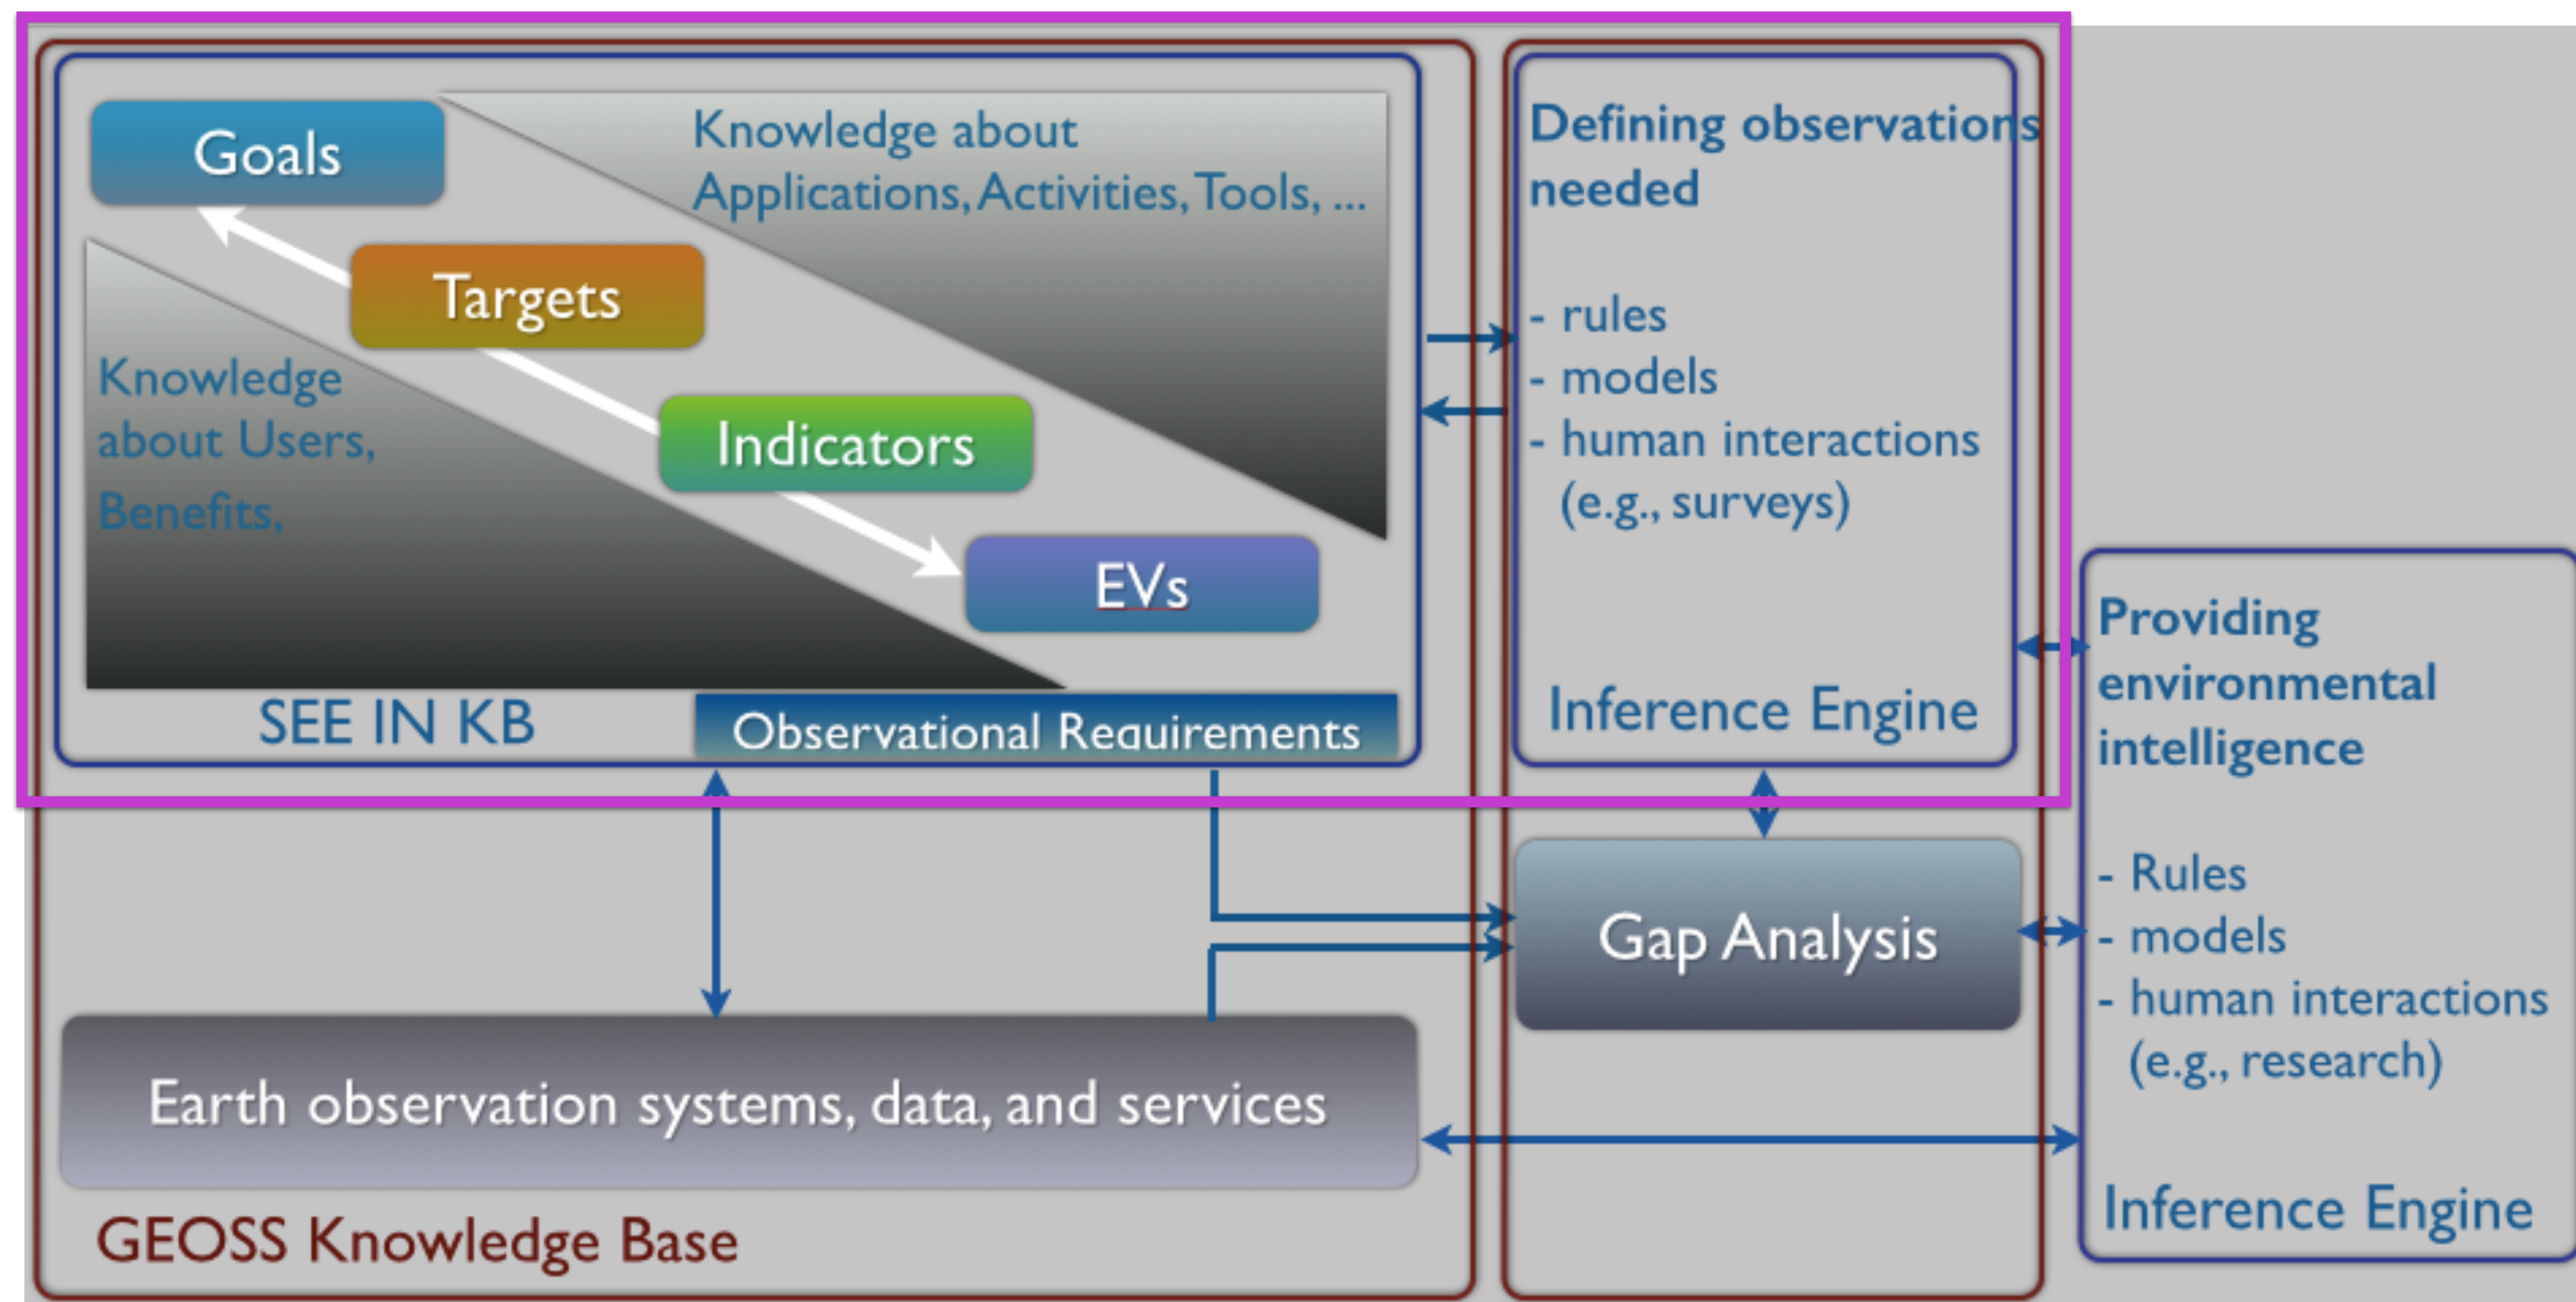 Goals
Knowledge about
Applications, Activities, Tools, ...
Targets
Knowledge
about Users,
Benefits,
Indicators
EVs
SEE IN KB
Observational Requirements
Defining observations
needed
- rules
- models
- human interactions
(e.g., surveys)
Inference Engine
Gap Analysis
Earth observation systems, data, and services
GEOSS Knowledge Base
Providing
environmental
intelligence
- Rules
- models
- human interactions
(e.g., research)
Inference Engine